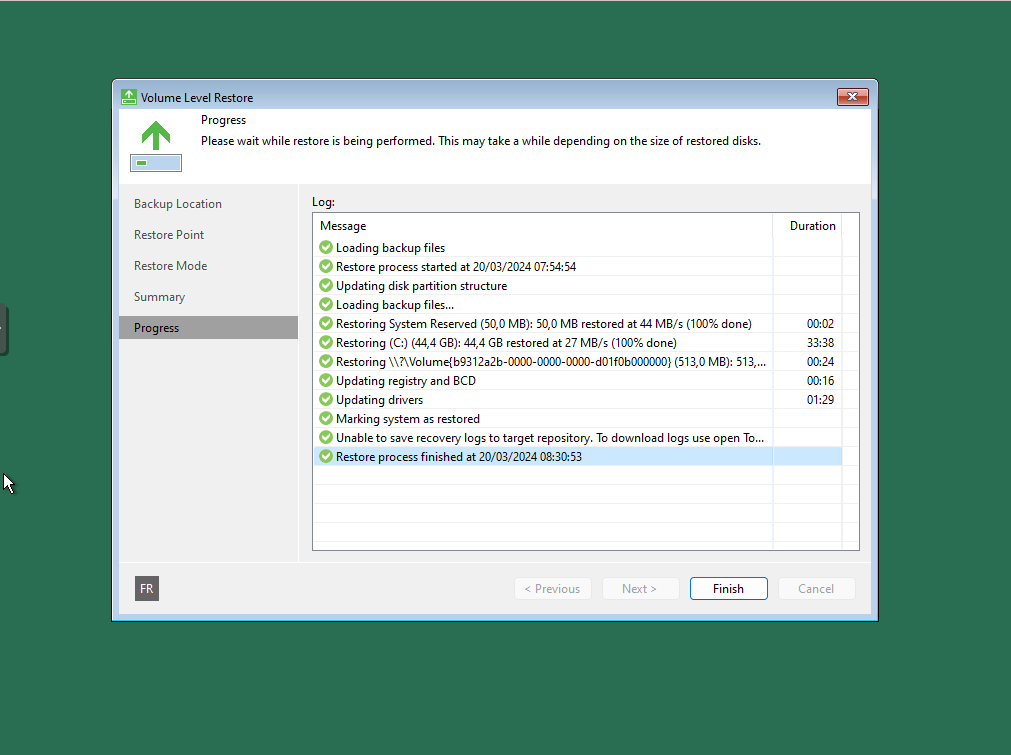 Volume Level Restore
Progress
Please wait while restore is being performed. This may take a while depending on the size of restored disks.
Backup Location
Restore Point
Restore Mode
Summary
Progress
Log:
Message Duration
Loading backup files
Restore process started at 20/03/2024 07:54:54
Updating disk partition structure
Loading backup files...
Restoring System Reserved (50,0 MB): 50,0 MB restored at 44 MB/s (100% done) 00:02
Restoring (C:) (44,4 GB): 44,4 GB restored at 27 MB/s (100% done) 33:38
Restoring \\?\Volume{b9312a2b-0000-0000-0000-d01f0b000000} (513,0 MB): 513,... 00:24
Updating registry and BCD 00:16
Updating drivers 01:29
Marking system as restored
Unable to save recovery logs to target repository. To download logs use open To...
Restore process finished at 20/03/2024 08:30:53
FR
< Previous
Next >
Finish
Cancel